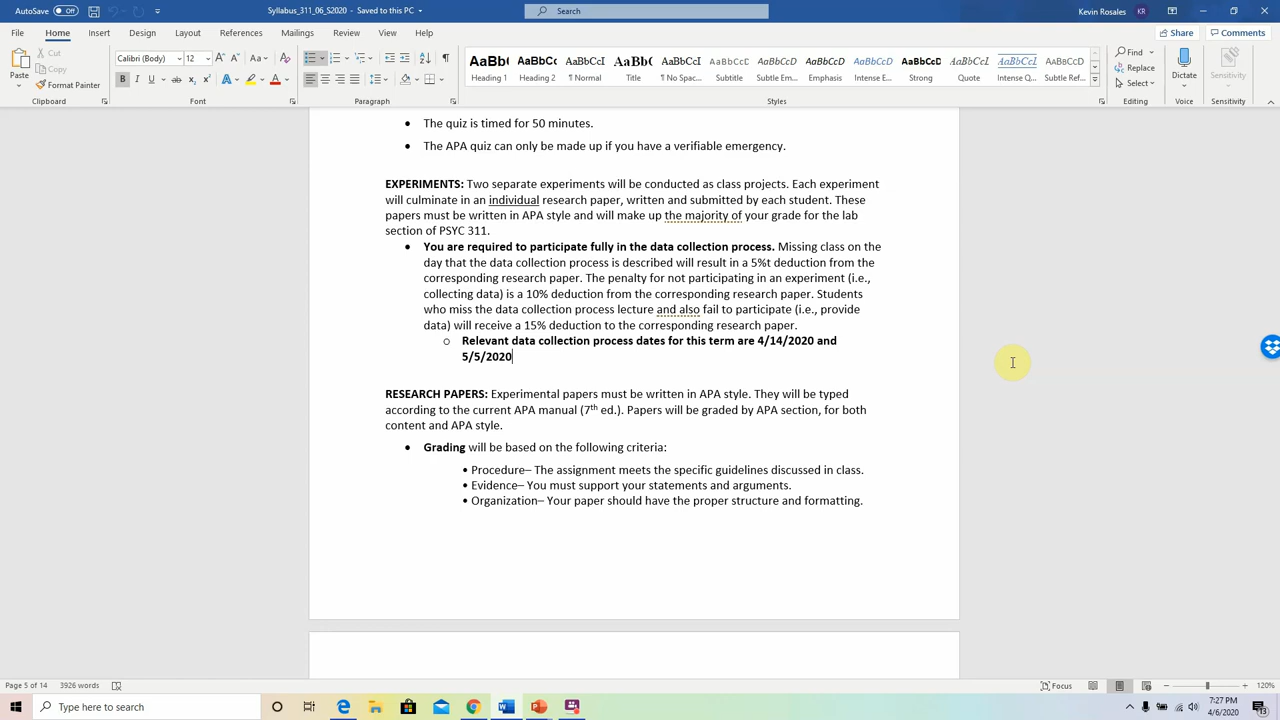 AutoSave Off Syllabus_311_06_S2020 - Saved to this PC Search Kevin Rosales
File Home Insert Design Layout References Mailings Review View Help Share Comments
Paste Cut Copy Format Painter Clipboard
Calibri (Body) 12 Font
Paragraph
AaBbC Heading 1 AaBbCc Heading 2 AaBbCcI ¶ Normal AaBbC Title AaBbCcI ¶ No Spac... AaBbCcD Subtitle AaBbCcD Subtle Em... AaBbCcD Emphasis AaBbCcD Intense E... AaBbCcD Strong AaBbCcI Quote AaBbCcI Intense Q... AaBbCcD Subtle Ref...
Styles
Find Replace Select Editing
Dictate Voice
Sensitivity Sensitivity
• The quiz is timed for 50 minutes.
• The APA quiz can only be made up if you have a verifiable emergency.
EXPERIMENTS: Two separate experiments will be conducted as class projects. Each experiment
will culminate in an individual research paper, written and submitted by each student. These
papers must be written in APA style and will make up the majority of your grade for the lab
section of PSYC 311.
• You are required to participate fully in the data collection process. Missing class on the
day that the data collection process is described will result in a 5%t deduction from the
corresponding research paper. The penalty for not participating in an experiment (i.e.,
collecting data) is a 10% deduction from the corresponding research paper. Students
who miss the data collection process lecture and also fail to participate (i.e., provide
data) will receive a 15% deduction to the corresponding research paper.
o Relevant data collection process dates for this term are 4/14/2020 and
5/5/2020
RESEARCH PAPERS: Experimental papers must be written in APA style. They will be typed
according to the current APA manual (7th ed.). Papers will be graded by APA section, for both
content and APA style.
• Grading will be based on the following criteria:
• Procedure– The assignment meets the specific guidelines discussed in class.
• Evidence– You must support your statements and arguments.
• Organization– Your paper should have the proper structure and formatting.
Page 5 of 14 3926 words Focus 120%
Type here to search
7:27 PM
4/6/2020